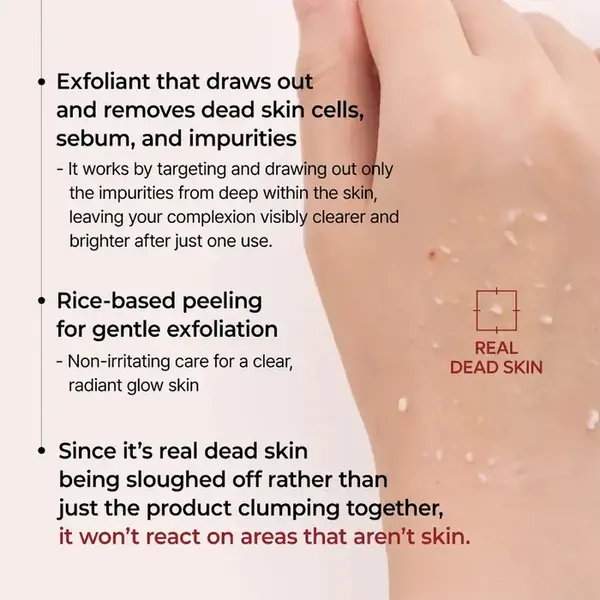 Exfoliant that draws out
and removes dead skin cells,
sebum, and impurities
- It works by targeting and drawing out only
the impurities from deep within the skin,
leaving your complexion visibly clearer and
brighter after just one use.
Rice-based peeling
for gentle exfoliation
- Non-irritating care for a clear,
radiant glow skin
REAL
DEAD SKIN
Since it’s real dead skin
being sloughed off rather than
just the product clumping together,
it won’t react on areas that aren’t skin.